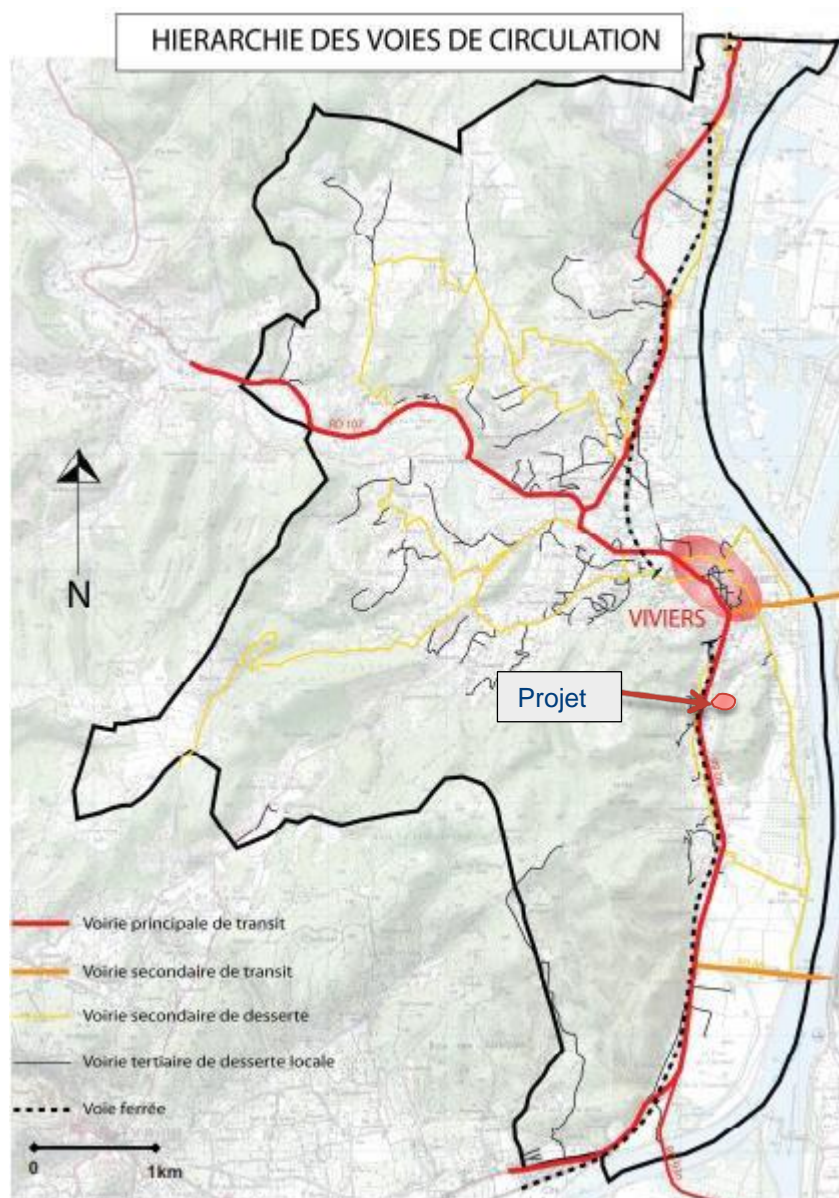 HIERARCHIE DES VOIES DE CIRCULATION
RD 107
N
VIVIERS
Projet
Voirie principale de transit
Voirie secondaire de transit
Voirie secondaire de desserte
Voirie tertiaire de desserte locale
Voie ferrée
0
1km